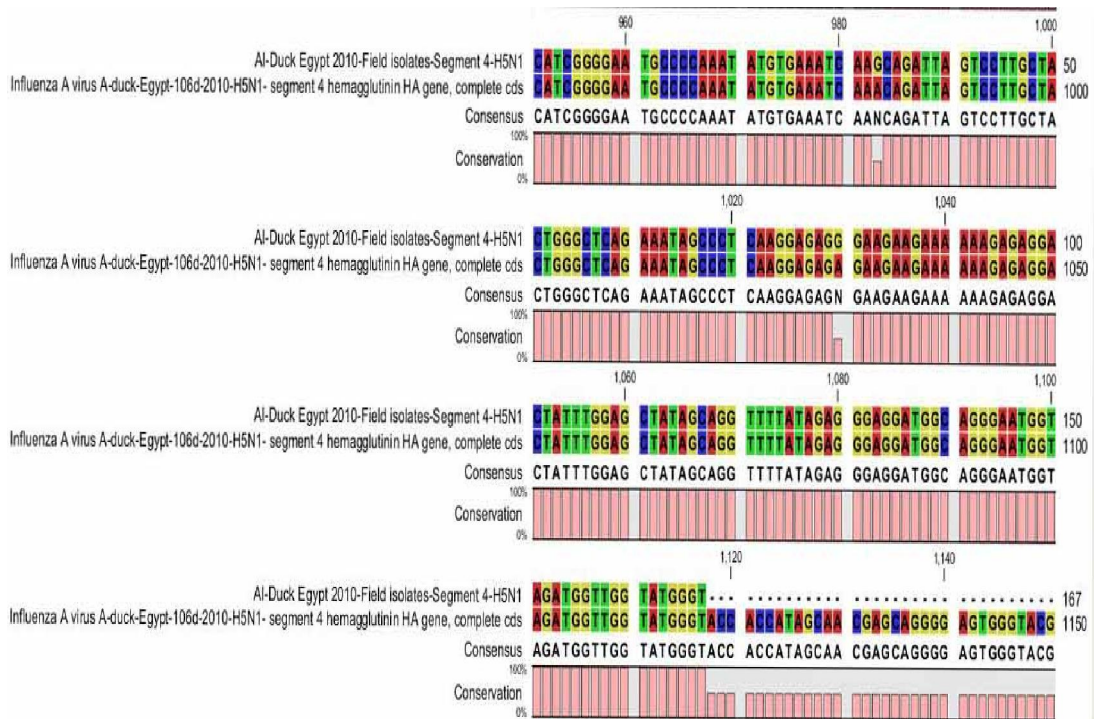 960 980 1,000
AI-Duck Egypt 2010-Field isolates-Segment 4-H5N1 CATCGGGGAA TGCCCCAAAT ATGTGAAATC AAGCAGATTA GTCCTTGCTA 50
Influenza A virus A-duck-Egypt-106d-2010-H5N1- segment 4 hemagglutinin HA gene, complete cds CATCGGGGAA TGCCCCAAAT ATGTGAAATC AAACAGATTA GTCCTTGCTA 1000
Consensus CATCGGGGAA TGCCCCAAAT ATGTGAAATC AANCAGATTA GTCCTTGCTA
100%
Conservation
0%
1,020 1,040
AI-Duck Egypt 2010-Field isolates-Segment 4-H5N1 CTGGGCTCAG AAATAGCCCT CAAGGAGAGG GAAGAAGAAA AAAGAGAGGA 100
Influenza A virus A-duck-Egypt-106d-2010-H5N1- segment 4 hemagglutinin HA gene, complete cds CTGGGCTCAG AAATAGCCCT CAAGGAGAGA GAAGAAGAAA AAAGAGAGGA 1050
Consensus CTGGGCTCAG AAATAGCCCT CAAGGAGAGN GAAGAAGAAA AAAGAGAGGA
100%
Conservation
0%
1,060 1,080 1,100
AI-Duck Egypt 2010-Field isolates-Segment 4-H5N1 CTATTTGGAG CTATAGCAGG TTTTATAGAG GGAGGATGGC AGGGAATGGT 150
Influenza A virus A-duck-Egypt-106d-2010-H5N1- segment 4 hemagglutinin HA gene, complete cds CTATTTGGAG CTATAGCAGG TTTTATAGAG GGAGGATGGC AGGGAATGGT 1100
Consensus CTATTTGGAG CTATAGCAGG TTTTATAGAG GGAGGATGGC AGGGAATGGT
100%
Conservation
0%
1,120 1,140
AI-Duck Egypt 2010-Field isolates-Segment 4-H5N1 AGATGGTTGG TATGGGT--- ---------- ---------- ---------- 167
Influenza A virus A-duck-Egypt-106d-2010-H5N1- segment 4 hemagglutinin HA gene, complete cds AGATGGTTGG TATGGGTACC ACCATAGCAA CGAGCAGGGG AGTGGGTACG 1150
Consensus AGATGGTTGG TATGGGTACC ACCATAGCAA CGAGCAGGGG AGTGGGTACG
100%
Conservation
0%